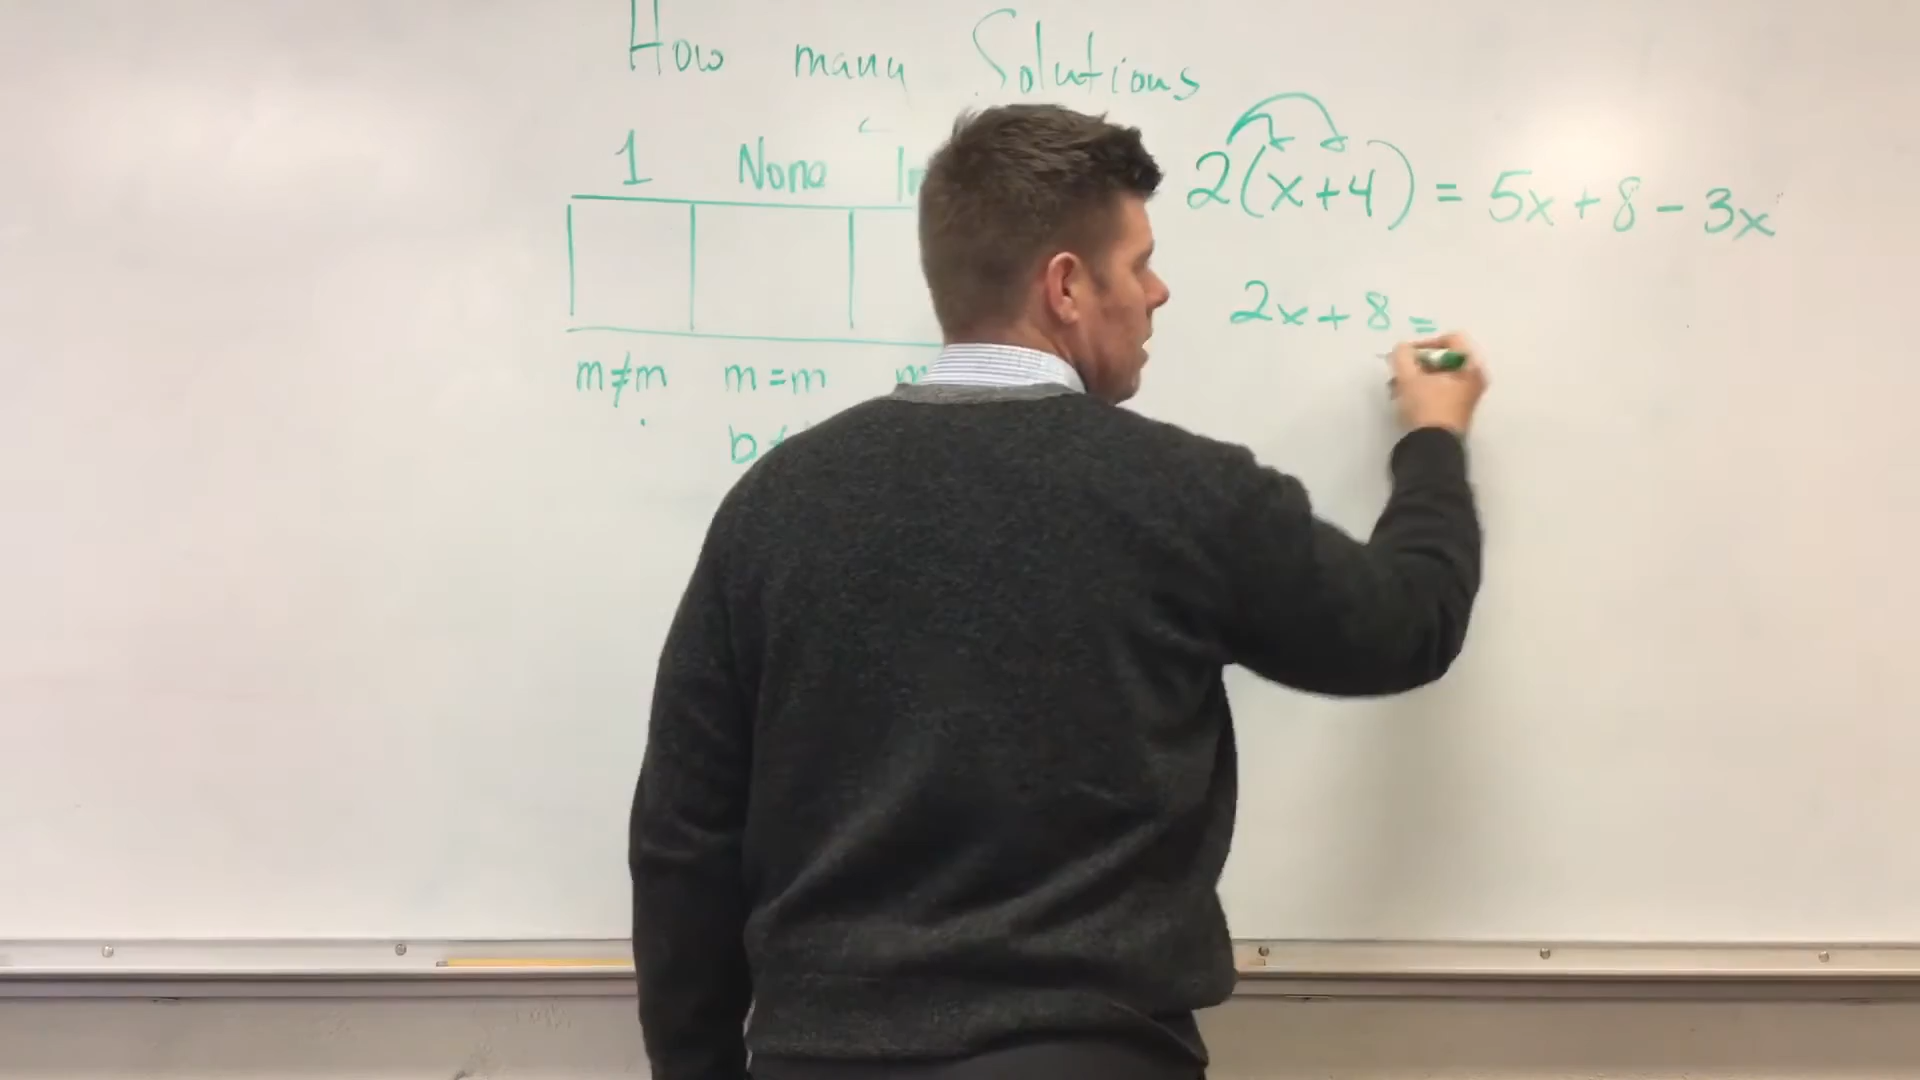 How many Solutions
1 None
2(x+4) = 5x+8-3x
2x+8=
m≠m m=m m
b